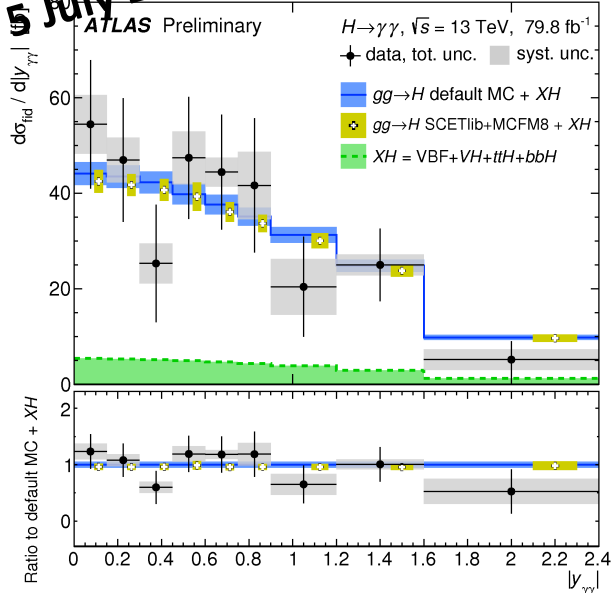 5 July
ATLAS Preliminary
H→γγ, √s = 13 TeV, 79.8 fb⁻¹
data, tot. unc. syst. unc.
gg→H default MC + XH
gg→H SCETlib+MCFM8 + XH
XH = VBF+VH+ttH+bbH
dσ_fid / d|y_γγ|
60
40
20
0
Ratio to default MC + XH
2
1
0
0 0.2 0.4 0.6 0.8 1 1.2 1.4 1.6 1.8 2 2.2 2.4
|y_γγ|